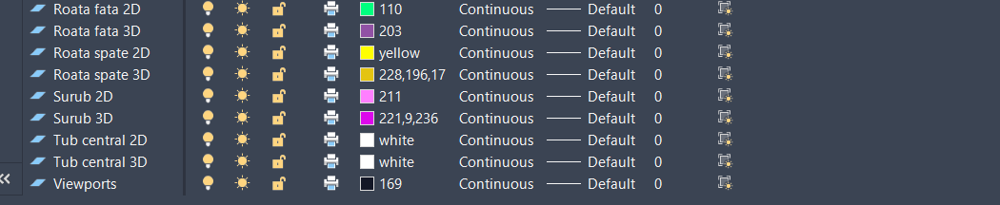 Roata fata 2D 110 Continuous Default 0
Roata fata 3D 203 Continuous Default 0
Roata spate 2D yellow Continuous Default 0
Roata spate 3D 228,196,17 Continuous Default 0
Surub 2D 211 Continuous Default 0
Surub 3D 221,9,236 Continuous Default 0
Tub central 2D white Continuous Default 0
Tub central 3D white Continuous Default 0
Viewports 169 Continuous Default 0